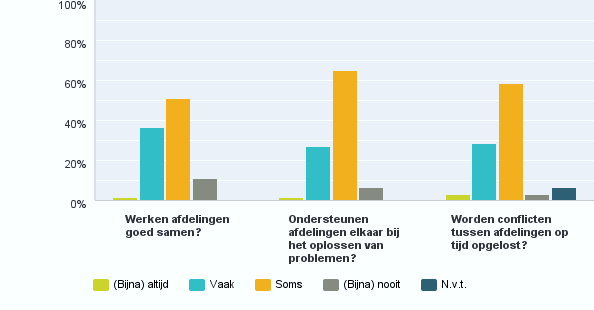 100%
80%
60%
40%
20%
0%
Werken afdelingen
goed samen?
Ondersteunen
afdelingen elkaar bij
het oplossen van
problemen?
Worden conflicten
tussen afdelingen op
tijd opgelost?
(Bijna) altijd Vaak Soms (Bijna) nooit N.v.t.